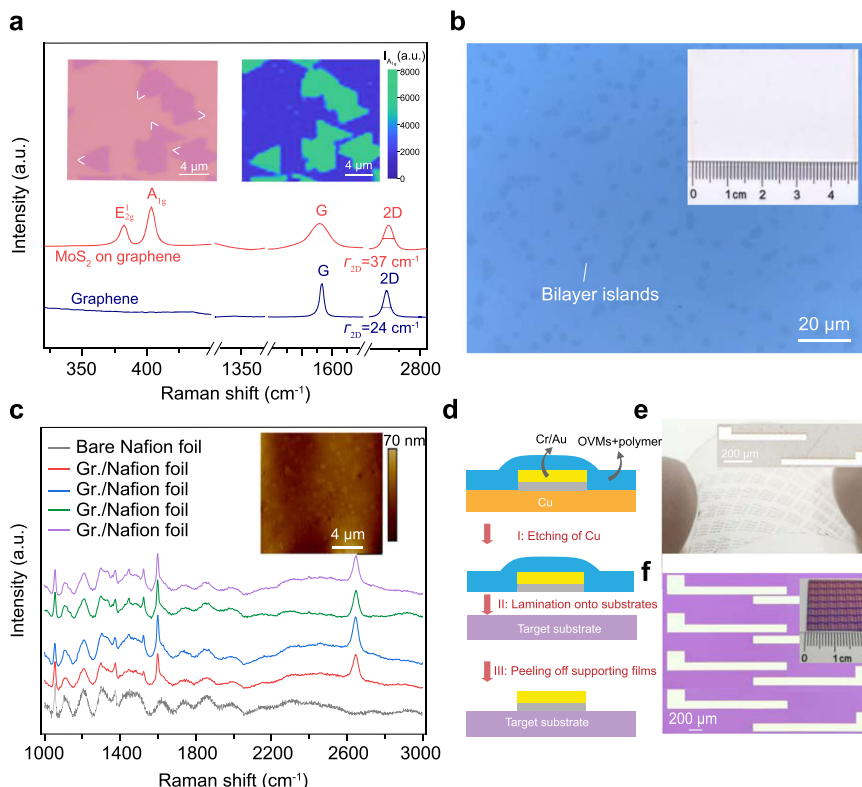 a
I_A1g (a.u.)
8000
6000
4000
2000
0
4 μm
4 μm
Intensity (a.u.)
E¹2g
A1g
G
2D
MoS2 on graphene
r2D=37 cm-1
Graphene
G
2D
r2D=24 cm-1
350
400
1350
1600
2800
Raman shift (cm-1)
b
0 1cm 2 3 4
Bilayer islands
20 μm
c
Bare Nafion foil
Gr./Nafion foil
Gr./Nafion foil
Gr./Nafion foil
Gr./Nafion foil
70 nm
4 μm
Intensity (a.u.)
1000 1400 1800 2200 2600 3000
Raman shift (cm-1)
d
Cr/Au
OVMs+polymer
Cu
I: Etching of Cu
II: Lamination onto substrates
Target substrate
III: Peeling off supporting films
Target substrate
e
200 μm
f
0 1cm
200 μm